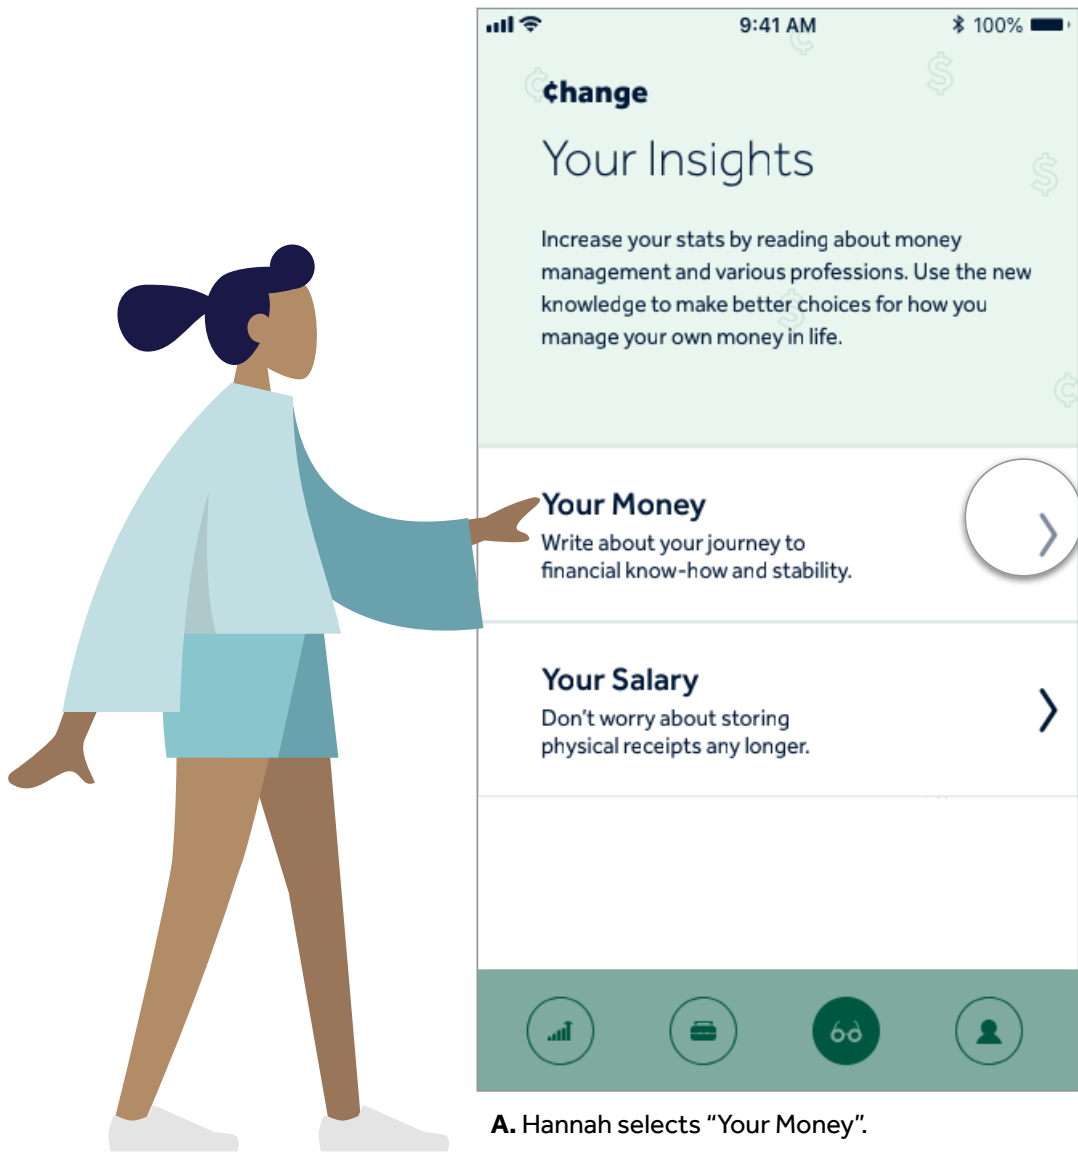 9:41 AM
100%
¢hange
Your Insights
Increase your stats by reading about money
management and various professions. Use the new
knowledge to make better choices for how you
manage your own money in life.
Your Money
Write about your journey to
financial know-how and stability.
Your Salary
Don't worry about storing
physical receipts any longer.
A. Hannah selects “Your Money”.